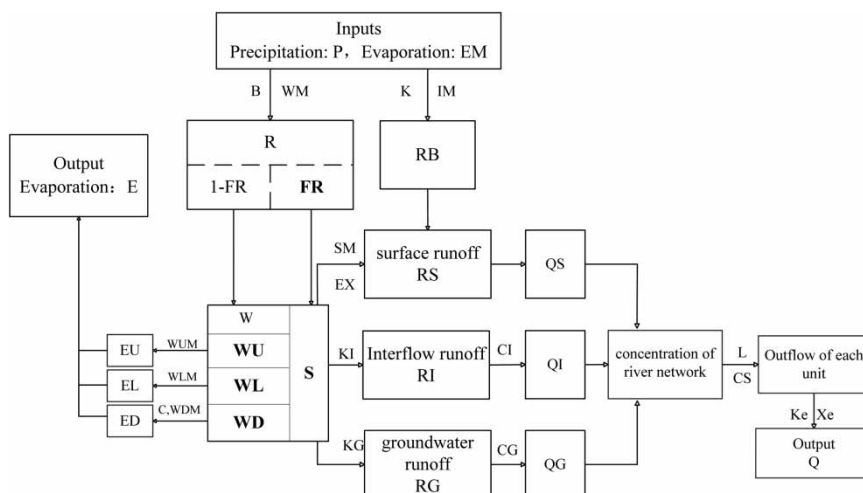 Inputs
Precipitation: P, Evaporation: EM
B
WM
K
IM
R
1-FR
FR
RB
Output
Evaporation: E
SM
EX
surface runoff
RS
QS
W
WU
WL
WD
S
EU
WUM
EL
WLM
ED
C,WDM
KI
Interflow runoff
RI
CI
QI
concentration of
river network
L
CS
Outflow of each
unit
Ke
Xe
Output
Q
KG
groundwater
runoff
RG
CG
QG